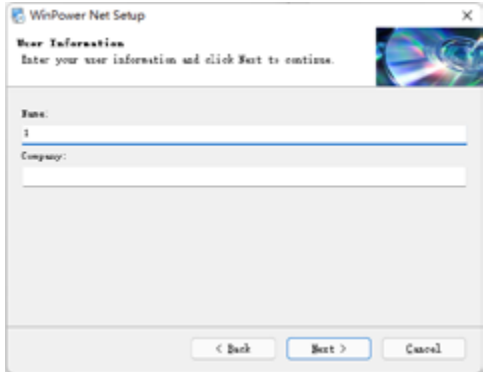 WinPower Net Setup
User Information
Enter your user information and click Next to continue.
Name:
1
Company:
< Back
Next >
Cancel